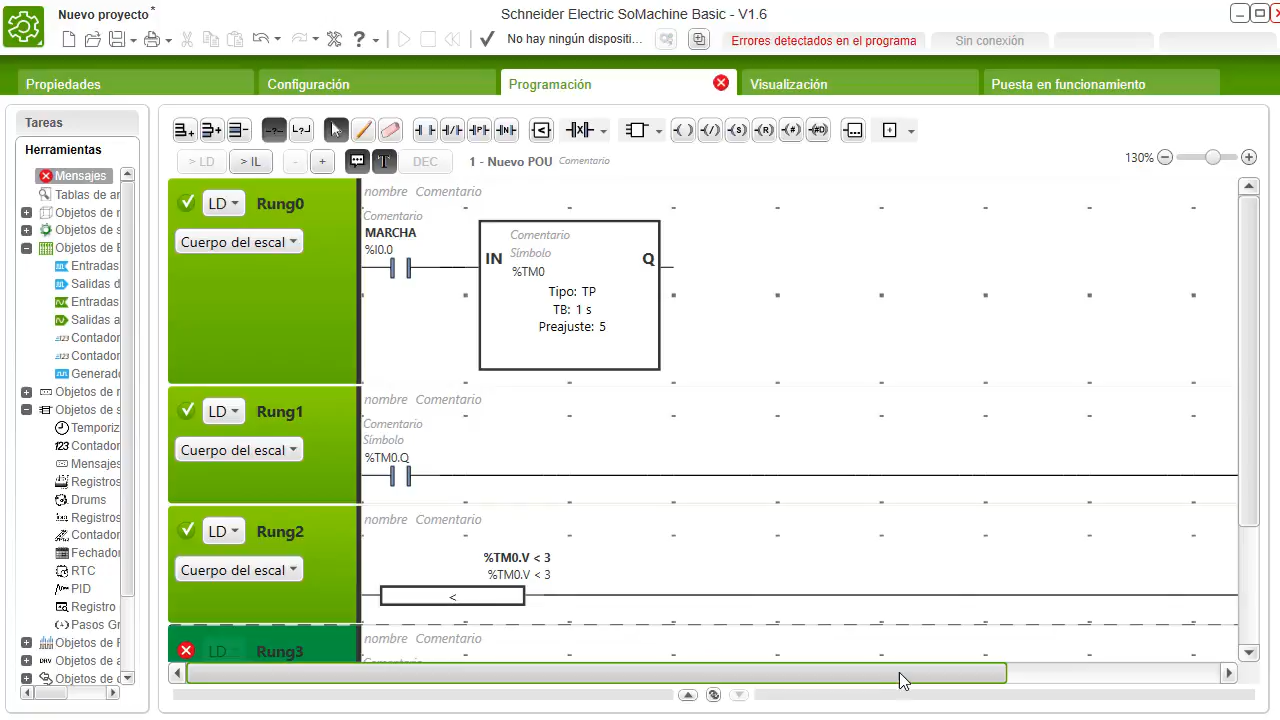 Nuevo proyecto*
Schneider Electric SoMachine Basic - V1.6
No hay ningún dispositi...
Errores detectados en el programa
Sin conexión
Propiedades
Configuración
Programación
Visualización
Puesta en funcionamiento
Tareas
Herramientas
Mensajes
Tablas de ar
Objetos de r
Objetos de s
Objetos de E
Entradas
Salidas d
Entradas
Salidas a
Contador
Contador
Generado
Objetos de r
Objetos de s
Temporiz
Contador
Mensajes
Registros
Drums
Registros
Contador
Fechador
RTC
PID
Registro
Pasos Gr
Objetos de F
Objetos de a
Objetos de c
> LD
> IL
-
+
T
DEC
1 - Nuevo POU
Comentario
130%
LD
Rung0
Cuerpo del escal
nombre Comentario
Comentario
MARCHA
%I0.0
Comentario
Símbolo
IN
Q
%TM0
Tipo: TP
TB: 1 s
Preajuste: 5
LD
Rung1
Cuerpo del escal
nombre Comentario
Comentario
Símbolo
%TM0.Q
LD
Rung2
Cuerpo del escal
nombre Comentario
%TM0.V < 3
%TM0.V < 3
<
LD
Rung3
nombre Comentario